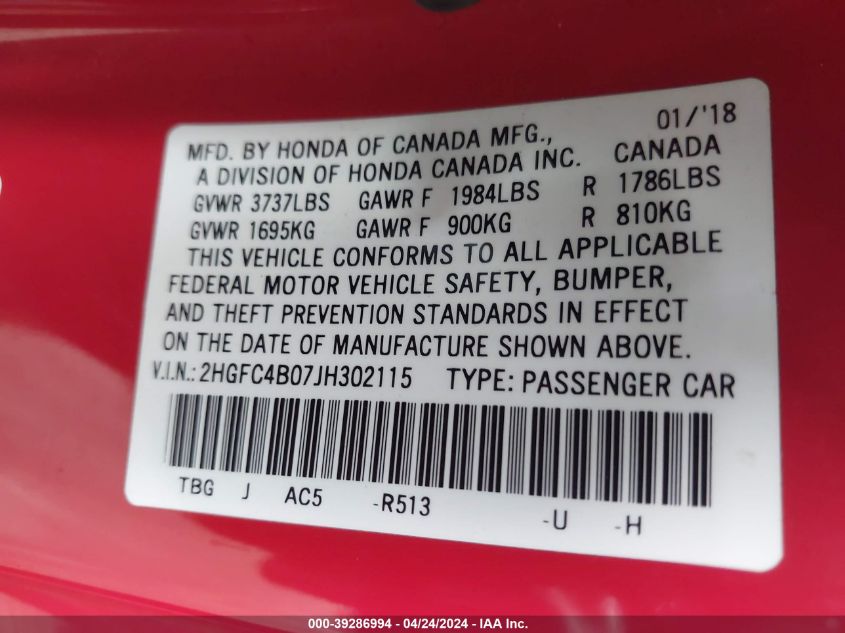 01/'18
MFD. BY HONDA OF CANADA MFG.,
A DIVISION OF HONDA CANADA INC. CANADA
GVWR 3737LBS GAWR F 1984LBS R 1786LBS
GVWR 1695KG GAWR F 900KG R 810KG
THIS VEHICLE CONFORMS TO ALL APPLICABLE
FEDERAL MOTOR VEHICLE SAFETY, BUMPER,
AND THEFT PREVENTION STANDARDS IN EFFECT
ON THE DATE OF MANUFACTURE SHOWN ABOVE.
V.I.N.: 2HGFC4B07JH302115 TYPE: PASSENGER CAR
TBG J AC5 -R513 -U -H
000-39286994 - 04/24/2024 - IAA Inc.